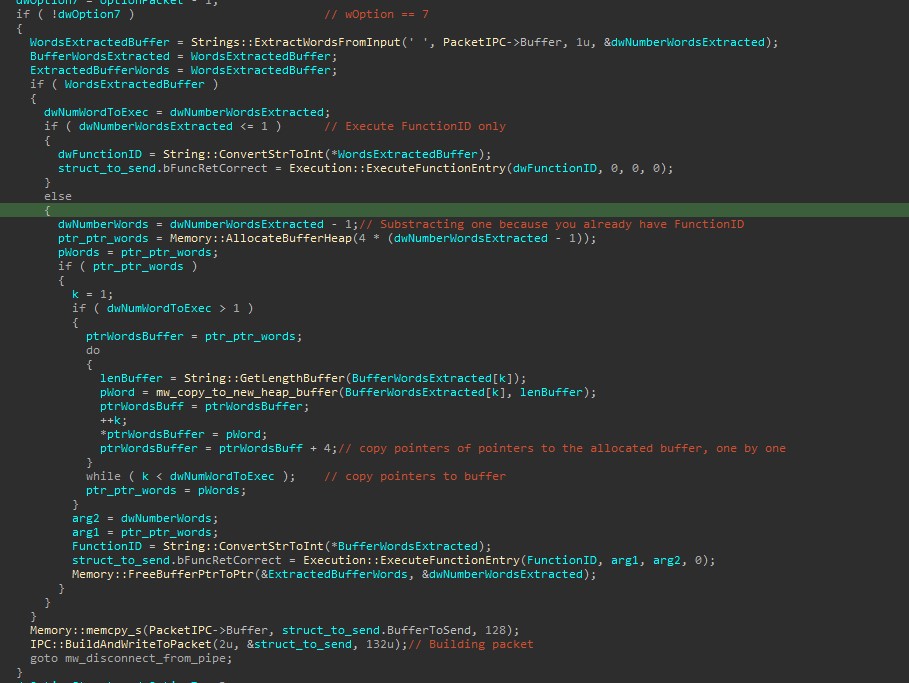 if ( !dwOption7 ) // wOption == 7
{
WordsExtractedBuffer = Strings::ExtractWordsFromInput(' ', PacketIPC->Buffer, 1u, &dwNumberWordsExtracted);
BufferWordsExtracted = WordsExtractedBuffer;
ExtractedBufferWords = WordsExtractedBuffer;
if ( WordsExtractedBuffer )
{
dwNumWordToExec = dwNumberWordsExtracted;
if ( dwNumberWordsExtracted <= 1 ) // Execute FunctionID only
{
dwFunctionID = String::ConvertStrToInt(*WordsExtractedBuffer);
struct_to_send.bFuncRetCorrect = Execution::ExecuteFunctionEntry(dwFunctionID, 0, 0, 0);
}
else
{
dwNumberWords = dwNumberWordsExtracted - 1;// Substracting one because you already have FunctionID
ptr_ptr_words = Memory::AllocateBufferHeap(4 * (dwNumberWordsExtracted - 1));
pWords = ptr_ptr_words;
if ( ptr_ptr_words )
{
k = 1;
if ( dwNumWordToExec > 1 )
{
ptrWordsBuffer = ptr_ptr_words;
do
{
lenBuffer = String::GetLengthBuffer(BufferWordsExtracted[k]);
pWord = mw_copy_to_new_heap_buffer(BufferWordsExtracted[k], lenBuffer);
ptrWordsBuff = ptrWordsBuffer;
++k;
*ptrWordsBuffer = pWord;
ptrWordsBuffer = ptrWordsBuff + 4;// copy pointers of pointers to the allocated buffer, one by one
}
while ( k < dwNumWordToExec ); // copy pointers to buffer
ptr_ptr_words = pWords;
}
arg2 = dwNumberWords;
arg1 = ptr_ptr_words;
FunctionID = String::ConvertStrToInt(*BufferWordsExtracted);
struct_to_send.bFuncRetCorrect = Execution::ExecuteFunctionEntry(FunctionID, arg1, arg2, 0);
Memory::FreeBufferPtrToPtr(&ExtractedBufferWords, &dwNumberWordsExtracted);
}
}
}
Memory::memcpy_s(PacketIPC->Buffer, struct_to_send.BufferToSend, 128);
IPC::BuildAndWriteToPacket(2u, &struct_to_send, 132u);// Building packet
goto mw_disconnect_from_pipe;
}